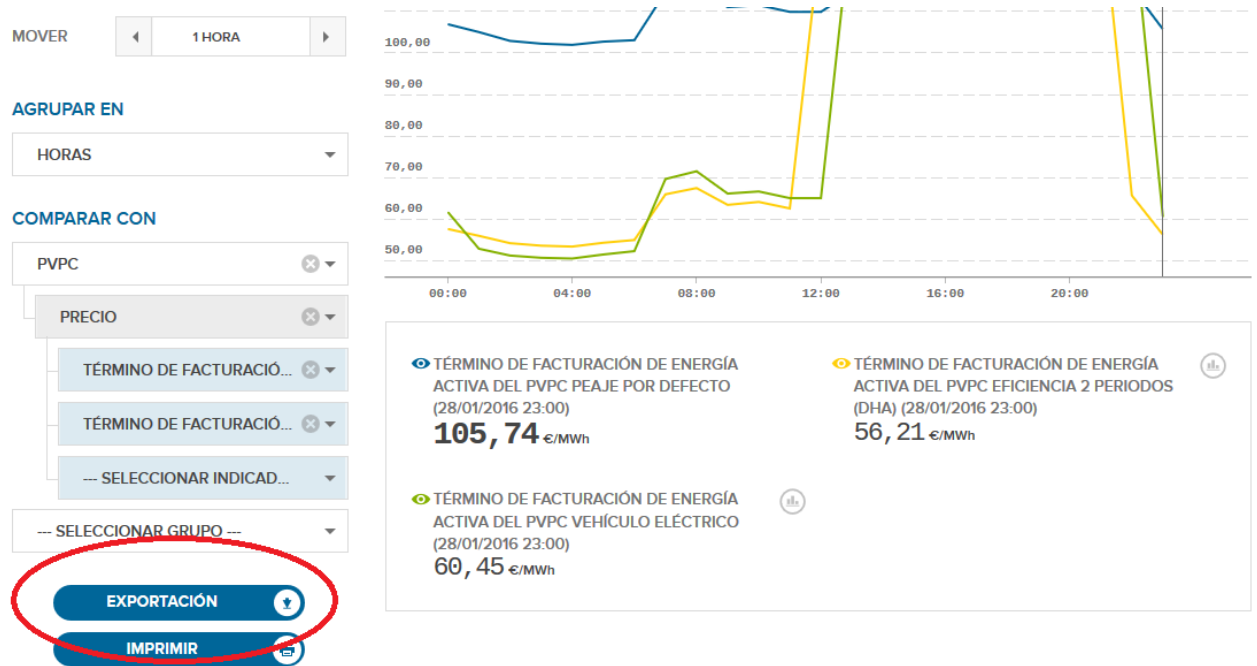 MOVER
1 HORA
AGRUPAR EN
HORAS
COMPARAR CON
PVPC
PRECIO
TÉRMINO DE FACTURACIÓ...
TÉRMINO DE FACTURACIÓ...
--- SELECCIONAR INDICAD...
--- SELECCIONAR GRUPO ---
EXPORTACIÓN
IMPRIMIR
100,00
90,00
80,00
70,00
60,00
50,00
00:00 04:00 08:00 12:00 16:00 20:00
TÉRMINO DE FACTURACIÓN DE ENERGÍA
ACTIVA DEL PVPC PEAJE POR DEFECTO
(28/01/2016 23:00)
105,74 €/MWh
TÉRMINO DE FACTURACIÓN DE ENERGÍA
ACTIVA DEL PVPC EFICIENCIA 2 PERIODOS
(DHA) (28/01/2016 23:00)
56,21 €/MWh
TÉRMINO DE FACTURACIÓN DE ENERGÍA
ACTIVA DEL PVPC VEHÍCULO ELÉCTRICO
(28/01/2016 23:00)
60,45 €/MWh